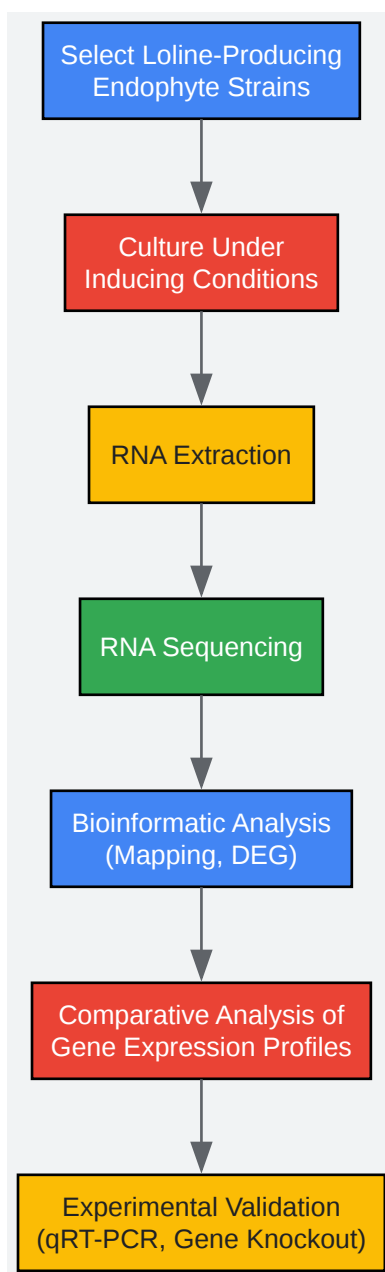 Select Loline-Producing
Endophyte Strains
Culture Under
Inducing Conditions
RNA Extraction
RNA Sequencing
Bioinformatic Analysis
(Mapping, DEG)
Comparative Analysis of
Gene Expression Profiles
Experimental Validation
(qRT-PCR, Gene Knockout)